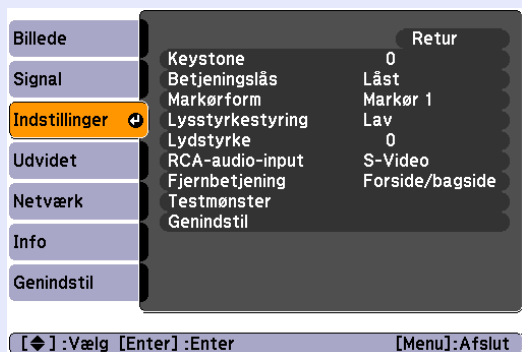 Billede
Signal
Indstillinger
Udvidet
Netværk
Info
Genindstil
Retur
Keystone 0
Betjeningslås Låst
Markørform Markør 1
Lysstyrkestyring Lav
Lydstyrke 0
RCA-audio-input S-Video
Fjernbetjening Forside/bagside
Testmønster
Genindstil
[◆] :Vælg [Enter] :Enter [Menu]:Afslut